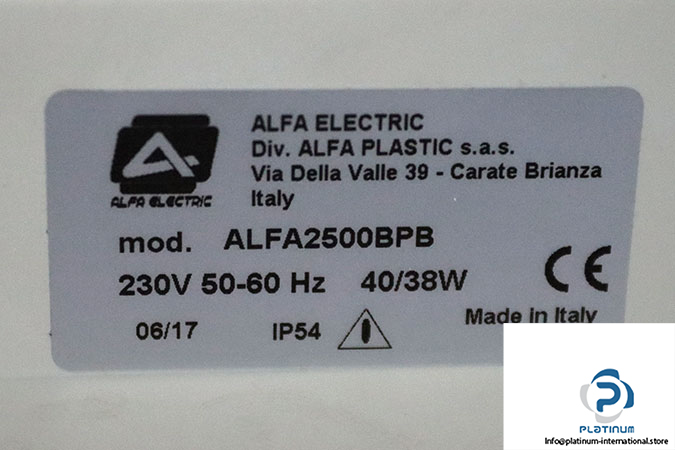 ALFA ELECTRIC
Div. ALFA PLASTIC s.a.s.
Via Della Valle 39 - Carate Brianza
Italy
ALFA ELECTRIC
mod. ALFA2500BPB
230V 50-60 Hz 40/38W
CE
06/17 IP54
Made in Italy
PLATINUM
Info@platinum-international.store